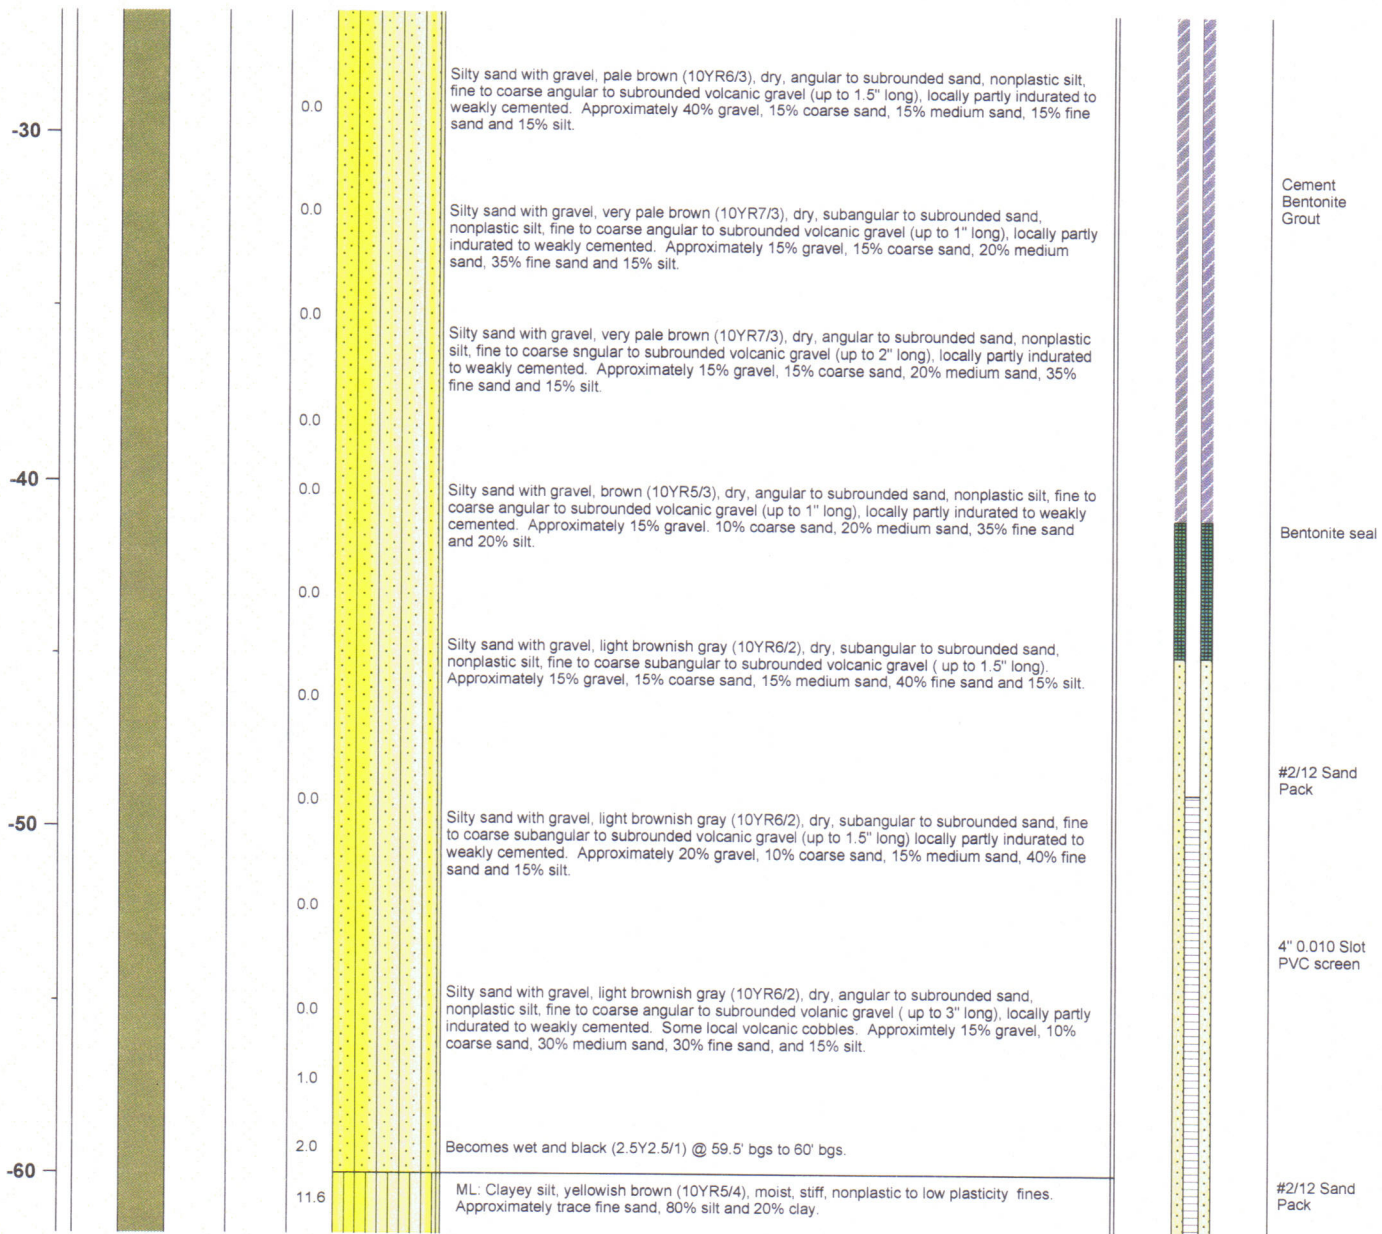 0.0
Silty sand with gravel, pale brown (10YR6/3), dry, angular to subrounded sand, nonplastic silt,
fine to coarse angular to subrounded volcanic gravel (up to 1.5" long), locally partly indurated to
weakly cemented. Approximately 40% gravel, 15% coarse sand, 15% medium sand, 15% fine
sand and 15% silt.
-30
Cement
Bentonite
Grout
0.0
Silty sand with gravel, very pale brown (10YR7/3), dry, subangular to subrounded sand,
nonplastic silt, fine to coarse angular to subrounded volcanic gravel (up to 1" long), locally partly
indurated to weakly cemented. Approximately 15% gravel, 15% coarse sand, 20% medium
sand, 35% fine sand and 15% silt.
0.0
Silty sand with gravel, very pale brown (10YR7/3), dry, angular to subrounded sand, nonplastic
silt, fine to coarse sngular to subrounded volcanic gravel (up to 2" long), locally partly indurated
to weakly cemented. Approximately 15% gravel, 15% coarse sand, 20% medium sand, 35%
fine sand and 15% silt.
0.0
-40
0.0
Silty sand with gravel, brown (10YR5/3), dry, angular to subrounded sand, nonplastic silt, fine to
coarse angular to subrounded volcanic gravel (up to 1" long), locally partly indurated to weakly
cemented. Approximately 15% gravel. 10% coarse sand, 20% medium sand, 35% fine sand
and 20% silt.
Bentonite seal
0.0
Silty sand with gravel, light brownish gray (10YR6/2), dry, subangular to subrounded sand,
nonplastic silt, fine to coarse subangular to subrounded volcanic gravel ( up to 1.5" long).
Approximately 15% gravel, 15% coarse sand, 15% medium sand, 40% fine sand and 15% silt.
0.0
#2/12 Sand
Pack
0.0
-50
Silty sand with gravel, light brownish gray (10YR6/2), dry, subangular to subrounded sand, fine
to coarse subangular to subrounded volcanic gravel (up to 1.5" long) locally partly indurated to
weakly cemented. Approximately 20% gravel, 10% coarse sand, 15% medium sand, 40% fine
sand and 15% silt.
0.0
4" 0.010 Slot
PVC screen
0.0
Silty sand with gravel, light brownish gray (10YR6/2), dry, angular to subrounded sand,
nonplastic silt, fine to coarse angular to subrounded volanic gravel ( up to 3" long), locally partly
indurated to weakly cemented. Some local volcanic cobbles. Approximtely 15% gravel, 10%
coarse sand, 30% medium sand, 30% fine sand, and 15% silt.
1.0
2.0
Becomes wet and black (2.5Y2.5/1) @ 59.5' bgs to 60' bgs.
-60
11.6
ML: Clayey silt, yellowish brown (10YR5/4), moist, stiff, nonplastic to low plasticity fines.
Approximately trace fine sand, 80% silt and 20% clay.
#2/12 Sand
Pack